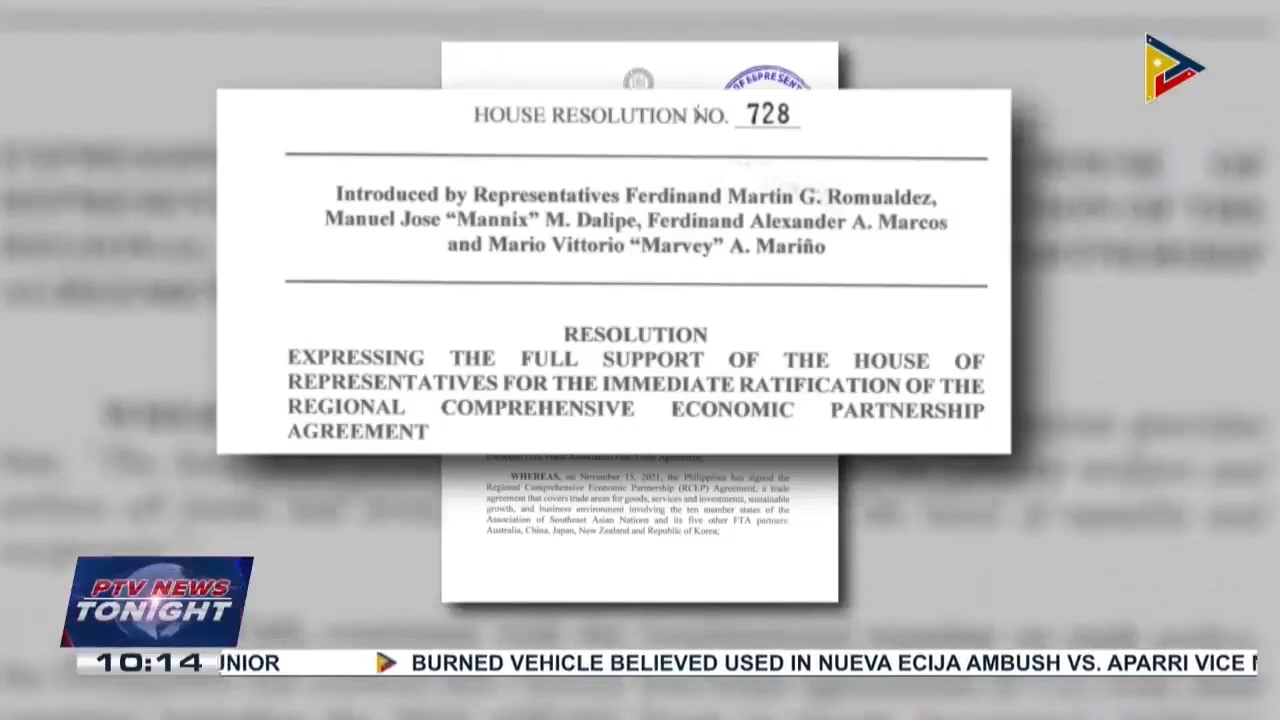 OF REPRESENT
HOUSE RESOLUTION NO. 728
Introduced by Representatives Ferdinand Martin G. Romualdez,
Manuel Jose “Mannix” M. Dalipe, Ferdinand Alexander A. Marcos
and Mario Vittorio “Marvey” A. Mariño
RESOLUTION
EXPRESSING THE FULL SUPPORT OF THE HOUSE OF
REPRESENTATIVES FOR THE IMMEDIATE RATIFICATION OF THE
REGIONAL COMPREHENSIVE ECONOMIC PARTNERSHIP
AGREEMENT
WHEREAS, on November 15, 2021, the Philippines has signed the
Regional Comprehensive Economic Partnership (RCEP) Agreement, a trade
agreement that covers trade areas for goods, services and investments, sustainable
growth, and business environment involving the ten member states of the
Association of Southeast Asian Nations and its five other FTA partners:
Australia, China, Japan, New Zealand and Republic of Korea;
PTV NEWS
TONIGHT
10:14 UNIOR BURNED VEHICLE BELIEVED USED IN NUEVA ECIJA AMBUSH VS. APARRI VICE